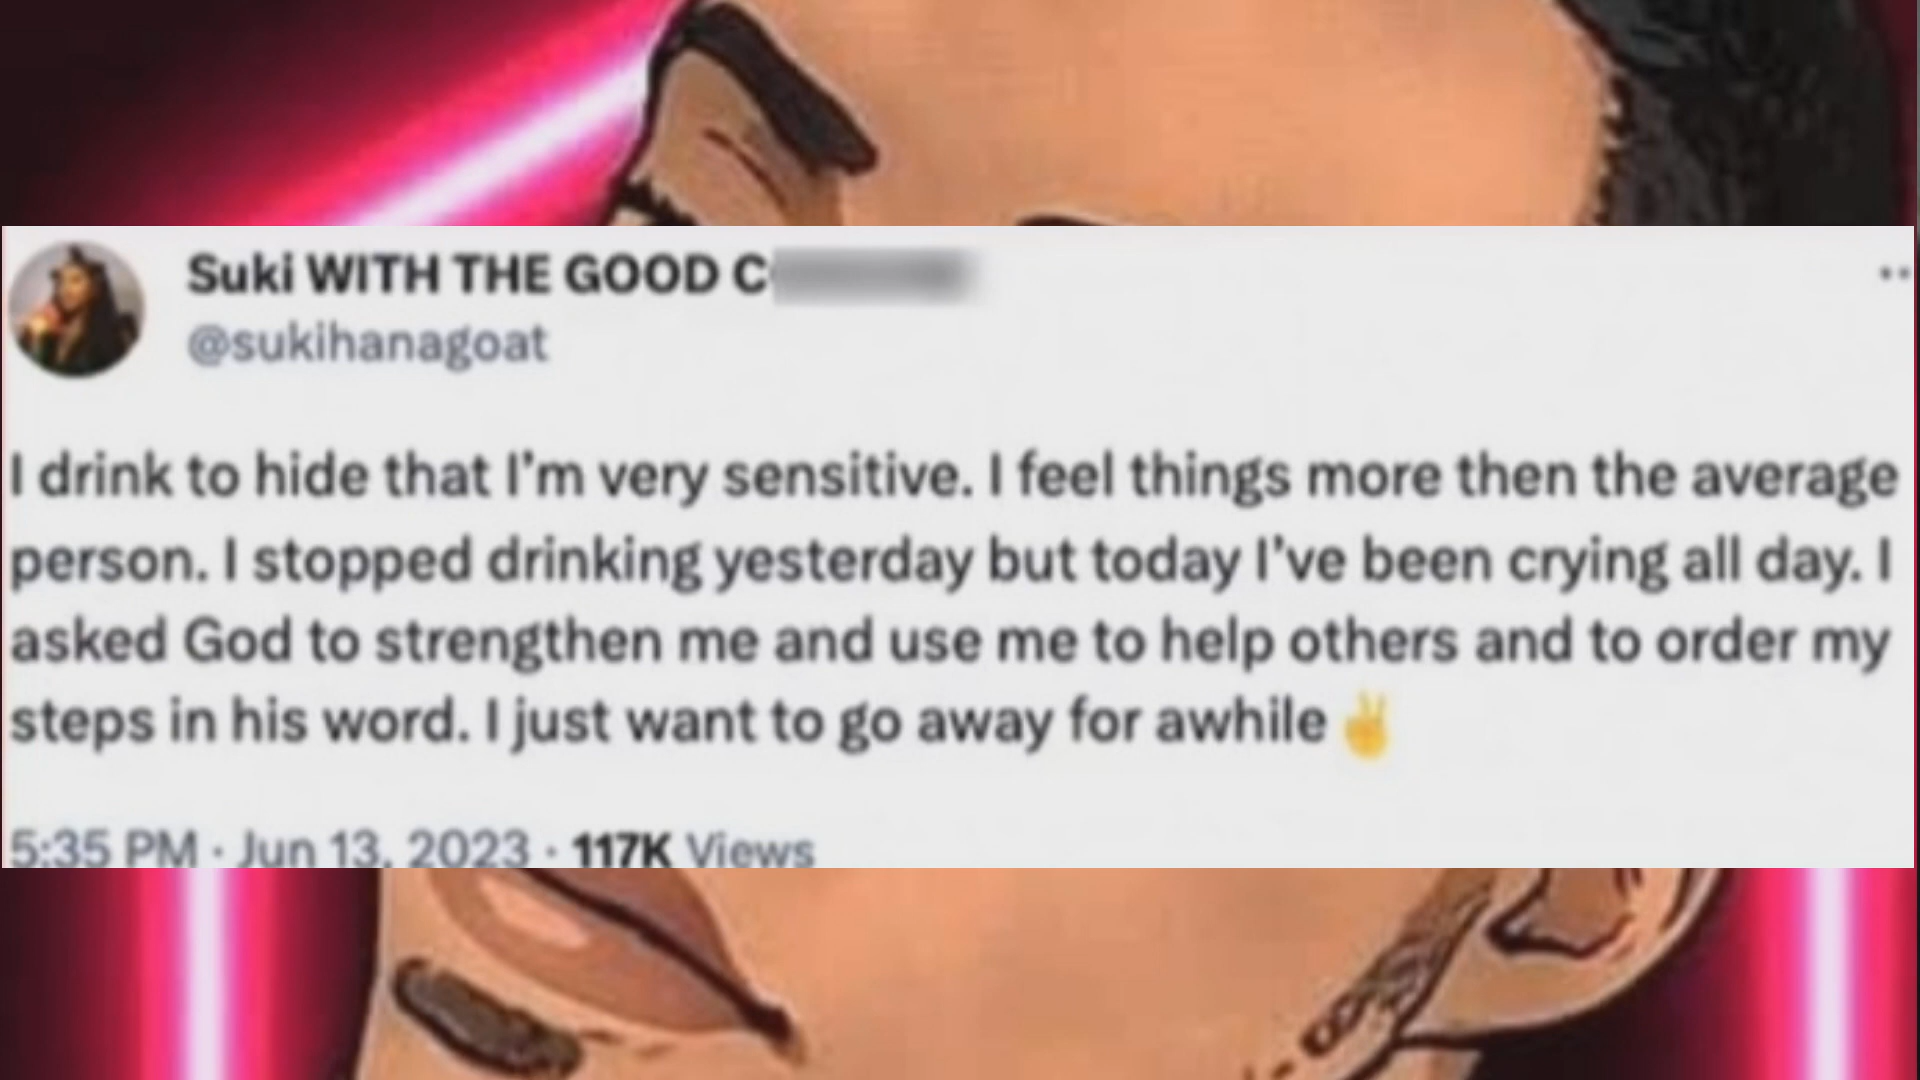 Suki WITH THE GOOD C
@sukihanagoat
I drink to hide that I'm very sensitive. I feel things more then the average
person. I stopped drinking yesterday but today I've been crying all day. I
asked God to strengthen me and use me to help others and to order my
steps in his word. I just want to go away for awhile ✌️
5:35 PM · Jun 13, 2023 · 117K Views